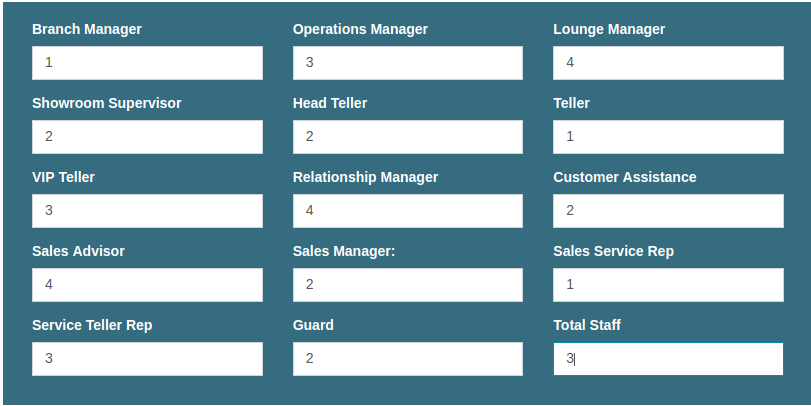 Branch Manager Operations Manager Lounge Manager
1 3 4
Showroom Supervisor Head Teller Teller
2 2 1
VIP Teller Relationship Manager Customer Assistance
3 4 2
Sales Advisor Sales Manager: Sales Service Rep
4 2 1
Service Teller Rep Guard Total Staff
3 2 3